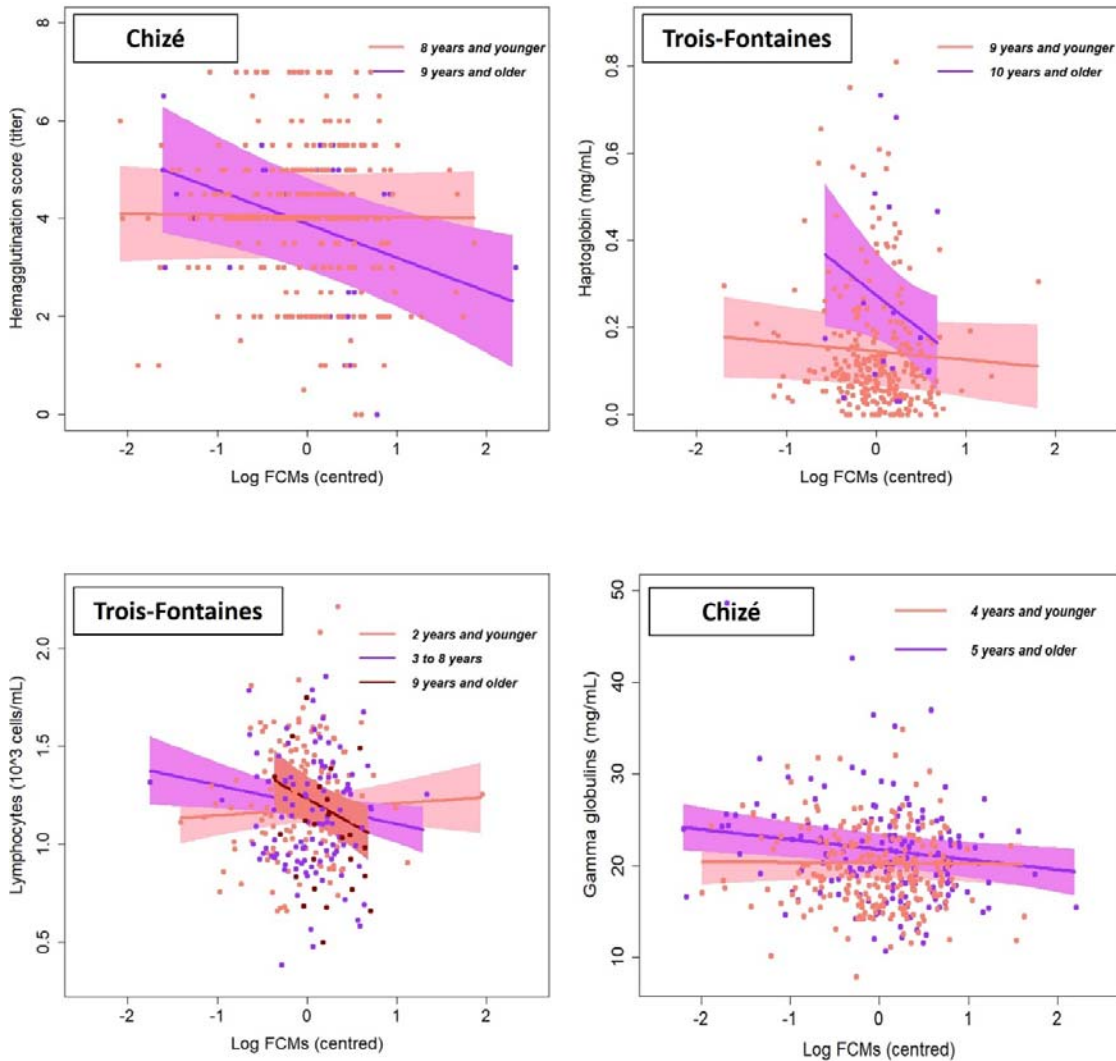 Chizé
8 years and younger
9 years and older
Hemagglutination score (titer)
8
6
4
2
0
-2 -1 0 1 2
Log FCMs (centred)
Trois-Fontaines
9 years and younger
10 years and older
Haptoglobin (mg/mL)
0.8
0.6
0.4
0.2
0.0
-2 -1 0 1 2
Log FCMs (centred)
Trois-Fontaines
2 years and younger
3 to 8 years
9 years and older
Lymphocytes (10^3 cells/mL)
2.0
1.5
1.0
0.5
-2 -1 0 1 2
Log FCMs (centred)
Chizé
4 years and younger
5 years and older
Gamma globulins (mg/mL)
50
40
30
20
10
-2 -1 0 1 2
Log FCMs (centred)